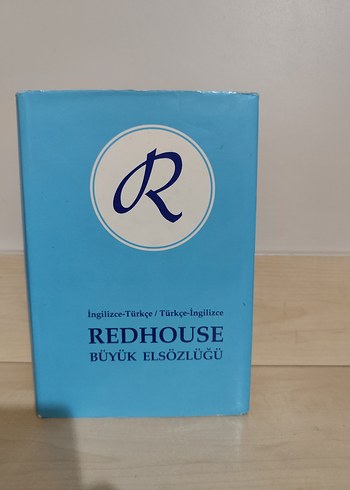 R
İngilizce-Türkçe / Türkçe-İngilizce
REDHOUSE
BÜYÜK ELSÖZLÜĞÜ